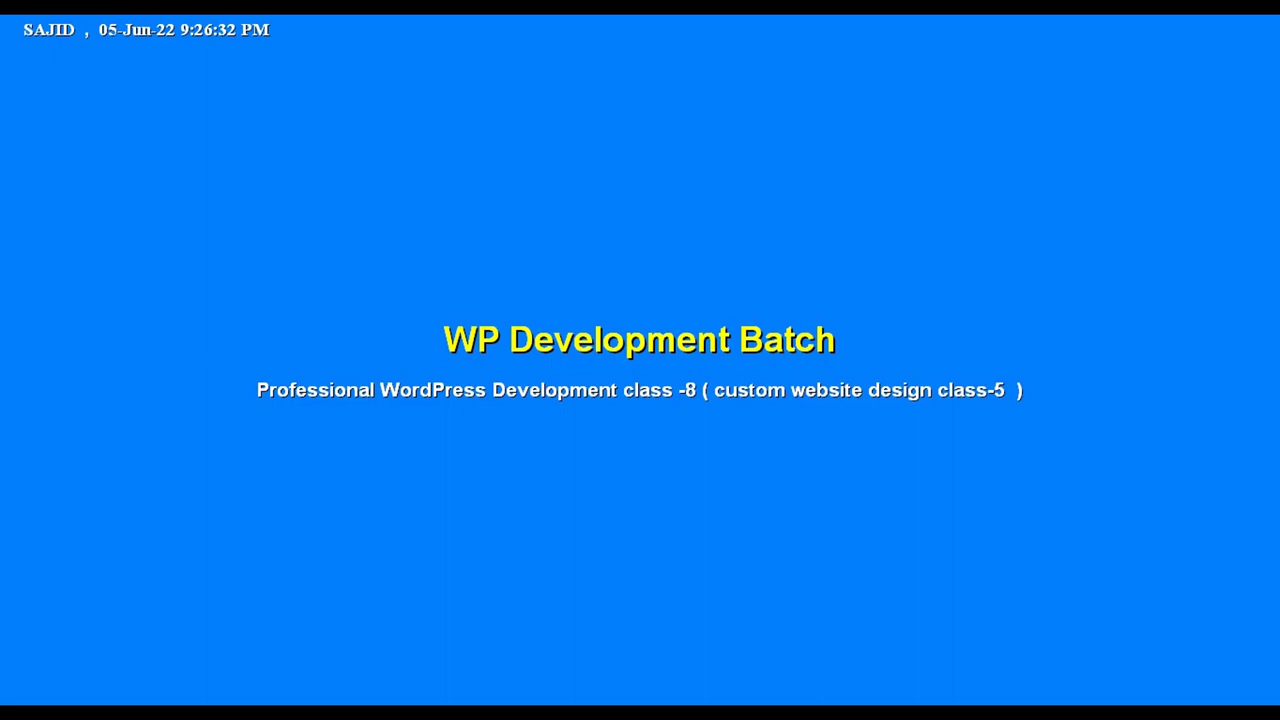 SAJID , 05-Jun-22 9:26:32 PM
WP Development Batch
Professional WordPress Development class -8 ( custom website design class-5 )